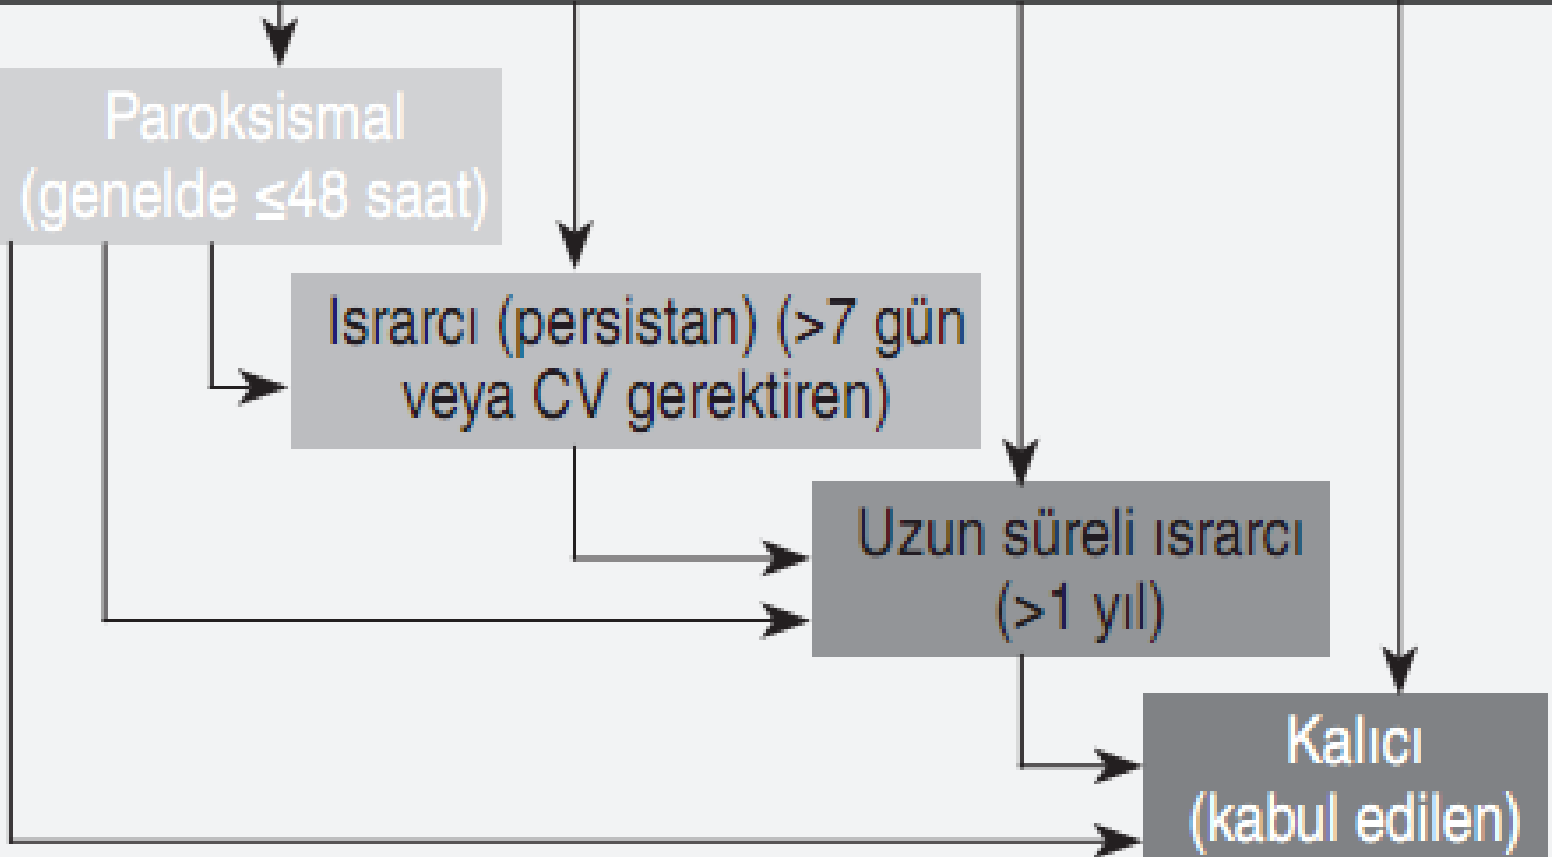 Paroksismal
(genelde ≤48 saat)
Israrcı (persistan) (>7 gün
veya CV gerektiren)
Uzun süreli ısrarcı
(>1 yıl)
Kalıcı
(kabul edilen)